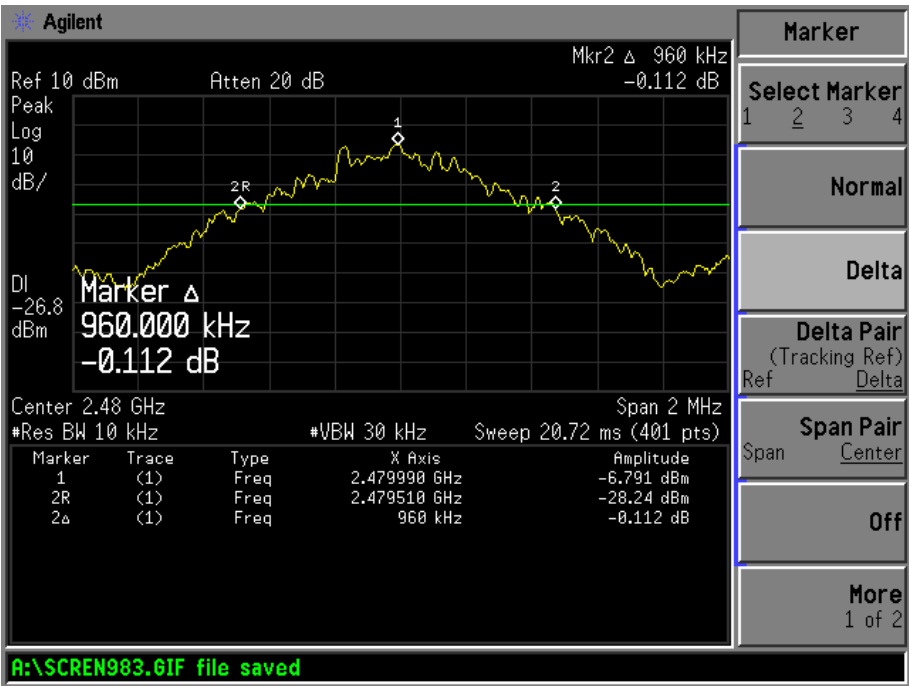 Agilent
Marker
Mkr2 Δ 960 kHz
Ref 10 dBm Atten 20 dB -0.112 dB
Peak
Log
10
dB/
1
2R
2
DI
-26.8
dBm
Marker Δ
960.000 kHz
-0.112 dB
Center 2.48 GHz Span 2 MHz
#Res BW 10 kHz #VBW 30 kHz Sweep 20.72 ms (401 pts)
Marker Trace Type X Axis Amplitude
1 (1) Freq 2.479990 GHz -6.791 dBm
2R (1) Freq 2.479510 GHz -28.24 dBm
2Δ (1) Freq 960 kHz -0.112 dB
Select Marker
1 2 3 4
Normal
Delta
Delta Pair
(Tracking Ref)
Ref Delta
Span Pair
Span Center
Off
More
1 of 2
A:\SCREN983.GIF file saved